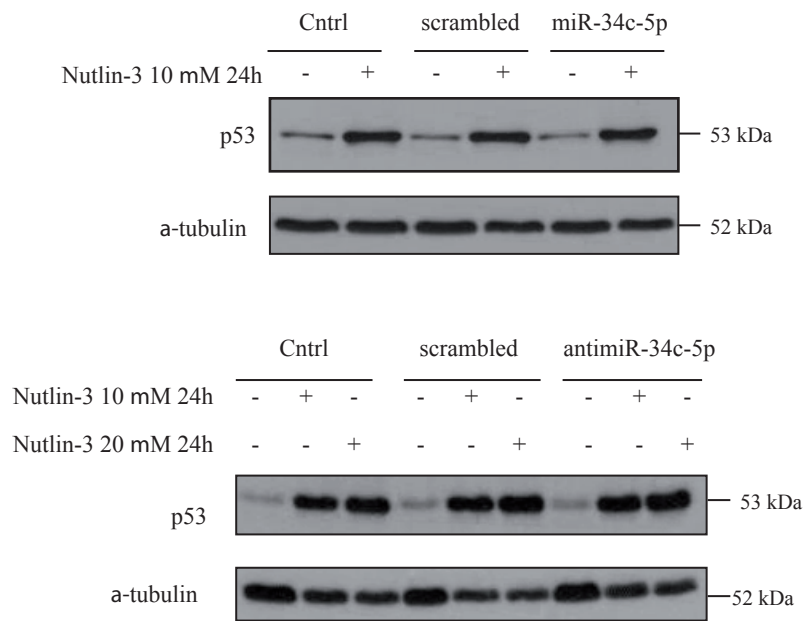 Cntrl scrambled miR-34c-5p
Nutlin-3 10 mM 24h - + - + - +
p53 53 kDa
a-tubulin 52 kDa
Cntrl scrambled antimiR-34c-5p
Nutlin-3 10 mM 24h - + - - + - - + -
Nutlin-3 20 mM 24h - - + - - + - - +
p53 53 kDa
a-tubulin 52 kDa